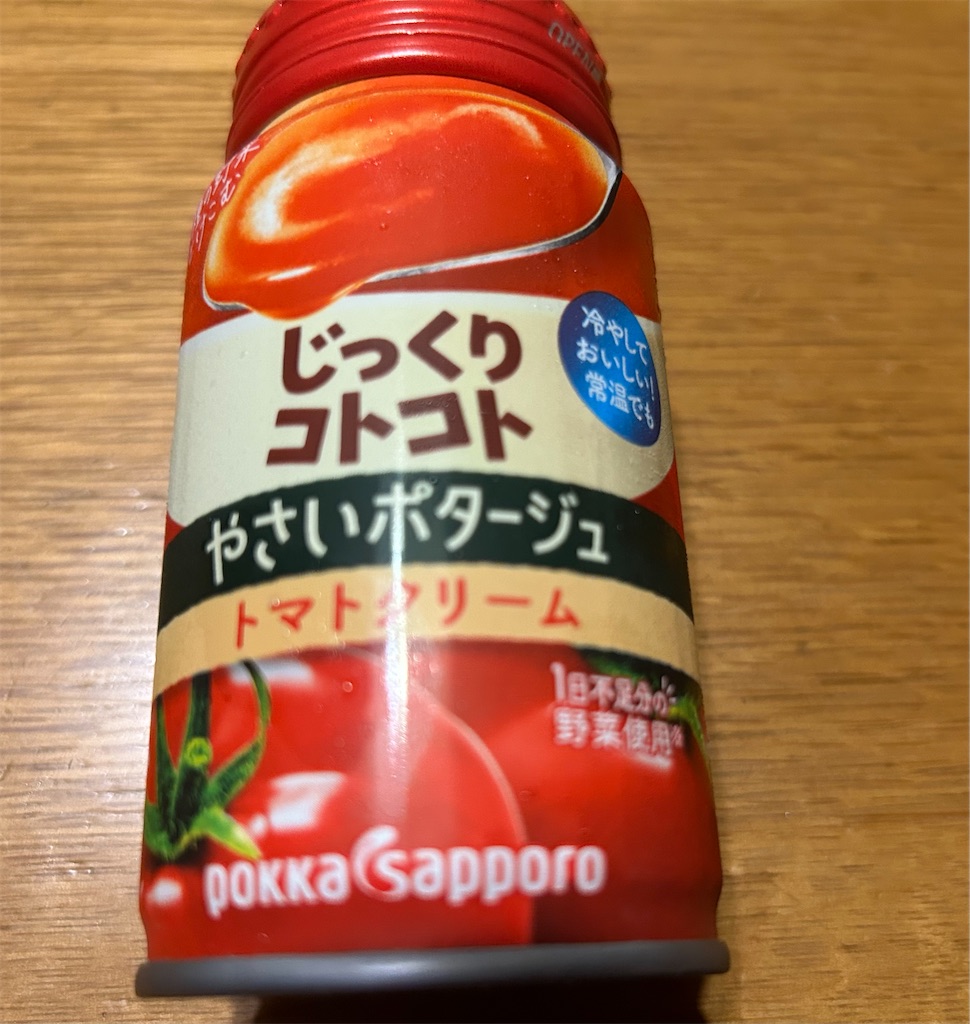 OPEN
じっくり
コトコト
冷やして
おいしい!
常温でも
やさいポタージュ
トマトクリーム
1日不足分の
野菜使用※
pokka sapporo